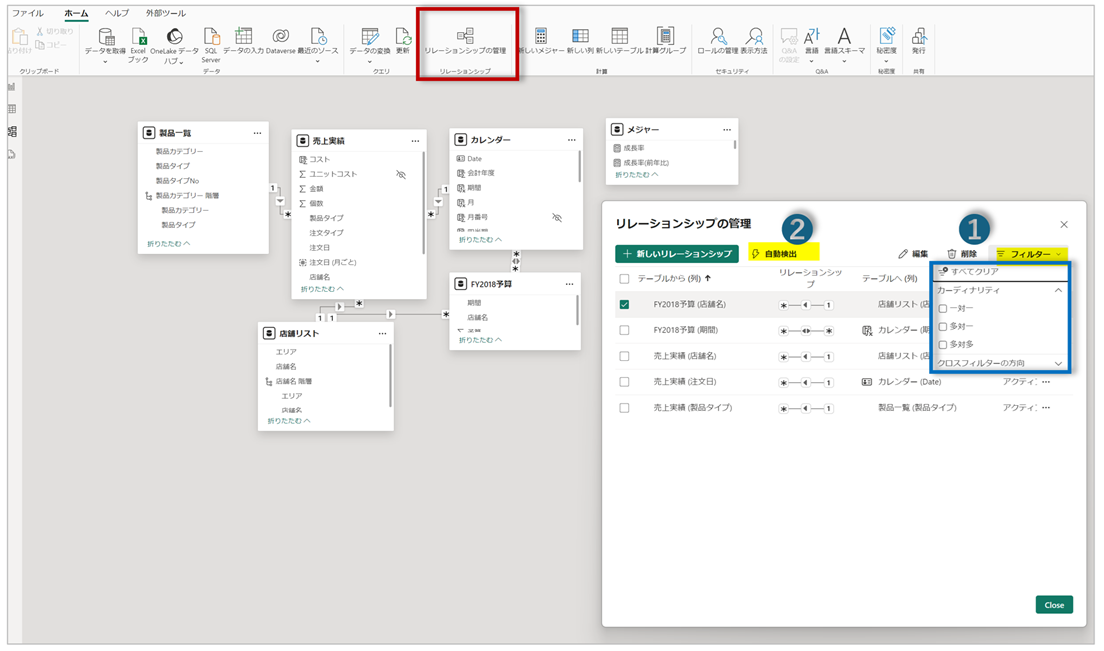 ファイル ホーム ヘルプ 外部ツール
切り取り
コピー
データを取得
Excel ブック
OneLake データ ハブ
SQL Server
データの入力
Dataverse
最近のソース
データの変換
更新
リレーションシップの管理
新しいメジャー
新しい列
新しいテーブル
計算グループ
ロールの管理
表示方法
Q&A の設定
言語
言語スキーマ
秘密度
発行
クリップボード
データ
クエリ
リレーションシップ
計算
セキュリティ
Q&A
秘密度
共有
製品一覧
製品カテゴリー
製品タイプ
製品タイプNo
製品カテゴリー 階層
製品カテゴリー
製品タイプ
折りたたむ
売上実績
コスト
ユニットコスト
金額
個数
製品タイプ
注文タイプ
注文日
注文日 (月ごと)
店舗名
折りたたむ
カレンダー
Date
会計年度
期間
月
月番号
折りたたむ
メジャー
成長率
成長率(前年比)
折りたたむ
FY2018予算
期間
店舗名
折りたたむ
店舗リスト
エリア
店舗名
店舗名 階層
エリア
店舗名
折りたたむ
1
*
1
*
*
*
1 1
*
*
リレーションシップの管理
2
1
+ 新しいリレーションシップ
自動検出
編集
削除
フィルター
テーブルから (列) ↑
リレーションシップ
テーブルへ (列)
FY2018予算 (店舗名) * 1 店舗リスト (店
FY2018予算 (期間) * * カレンダー (期
売上実績 (店舗名) * 1 店舗リスト (店
売上実績 (注文日) * 1 カレンダー (Date) アクティ: ...
売上実績 (製品タイプ) * 1 製品一覧 (製品タイプ) アクティ: ...
すべてクリア
カーディナリティ
一対一
多対一
多対多
クロスフィルターの方向
Close